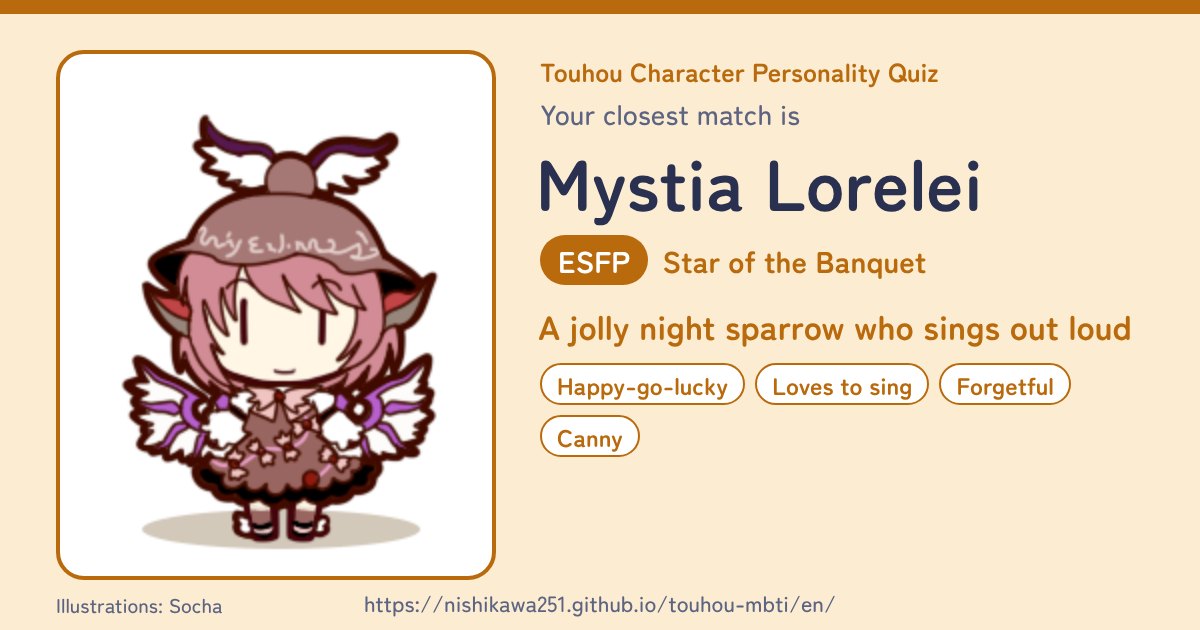 Touhou Character Personality Quiz
Your closest match is
Mystia Lorelei
ESFP Star of the Banquet
A jolly night sparrow who sings out loud
Happy-go-lucky Loves to sing Forgetful
Canny
Illustrations: Socha https://nishikawa251.github.io/touhou-mbti/en/